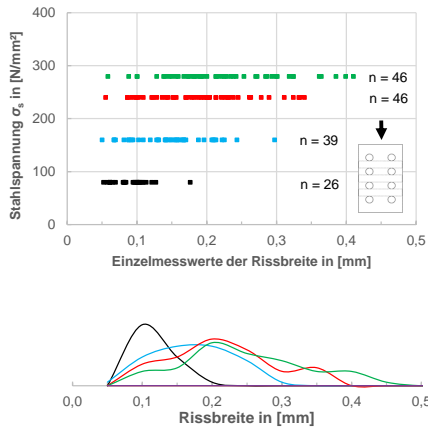 400
300
200
100
0
Stahlspannung σs in [N/mm²]
n = 46
n = 46
n = 39
n = 26
0 0,1 0,2 0,3 0,4 0,5
Einzelmesswerte der Rissbreite in [mm]
0,0 0,1 0,2 0,3 0,4 0,5
Rissbreite in [mm]